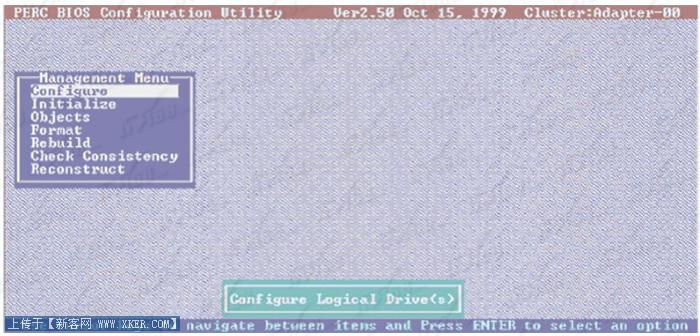 PERC BIOS Configuration Utility Ver2.50 Oct 15, 1999 Cluster:Adapter-00
Management Menu
Configure
Initialize
Objects
Format
Rebuild
Check Consistency
Reconstruct
Configure Logical Drive(s)
上传于【新客网 www.XKER.com】 navigate between items and Press ENTER to select an option